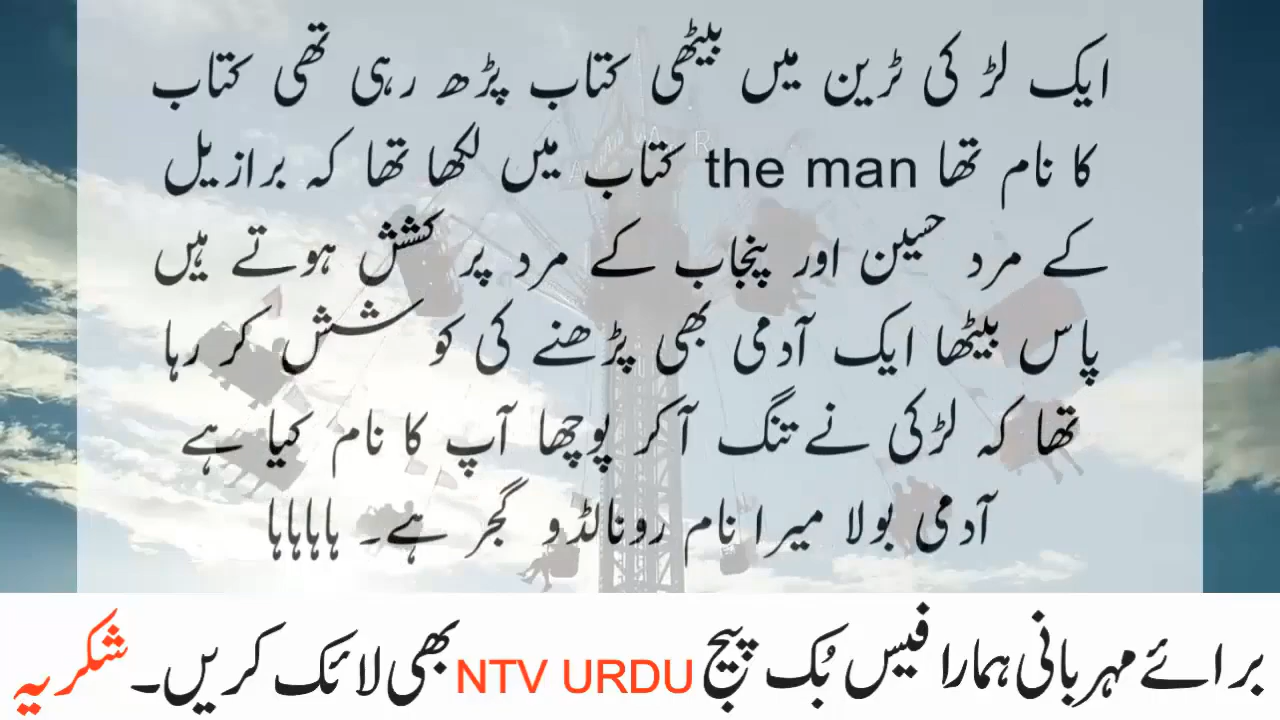 ایک لڑکی ٹرین میں بیٹھی کتاب پڑھ رہی تھی کتاب
کا نام تھا the man کتاب میں لکھا تھا کہ برازیل
کے مرد حسین اور پنجاب کے مرد پر کشش ہوتے ہیں
پاس بیٹھا ایک آدمی بھی پڑھنے کی کوشش کر رہا
تھا کہ لڑکی نے تنگ آکر پوچھا آپ کا نام کیا ہے
آدمی بولا میرا نام رونالڈو گجر ہے۔ ہاہاہاہا
برائے مہربانی ہمارا فیس بُک پیج NTV URDU بھی لائک کریں۔ شکریہ